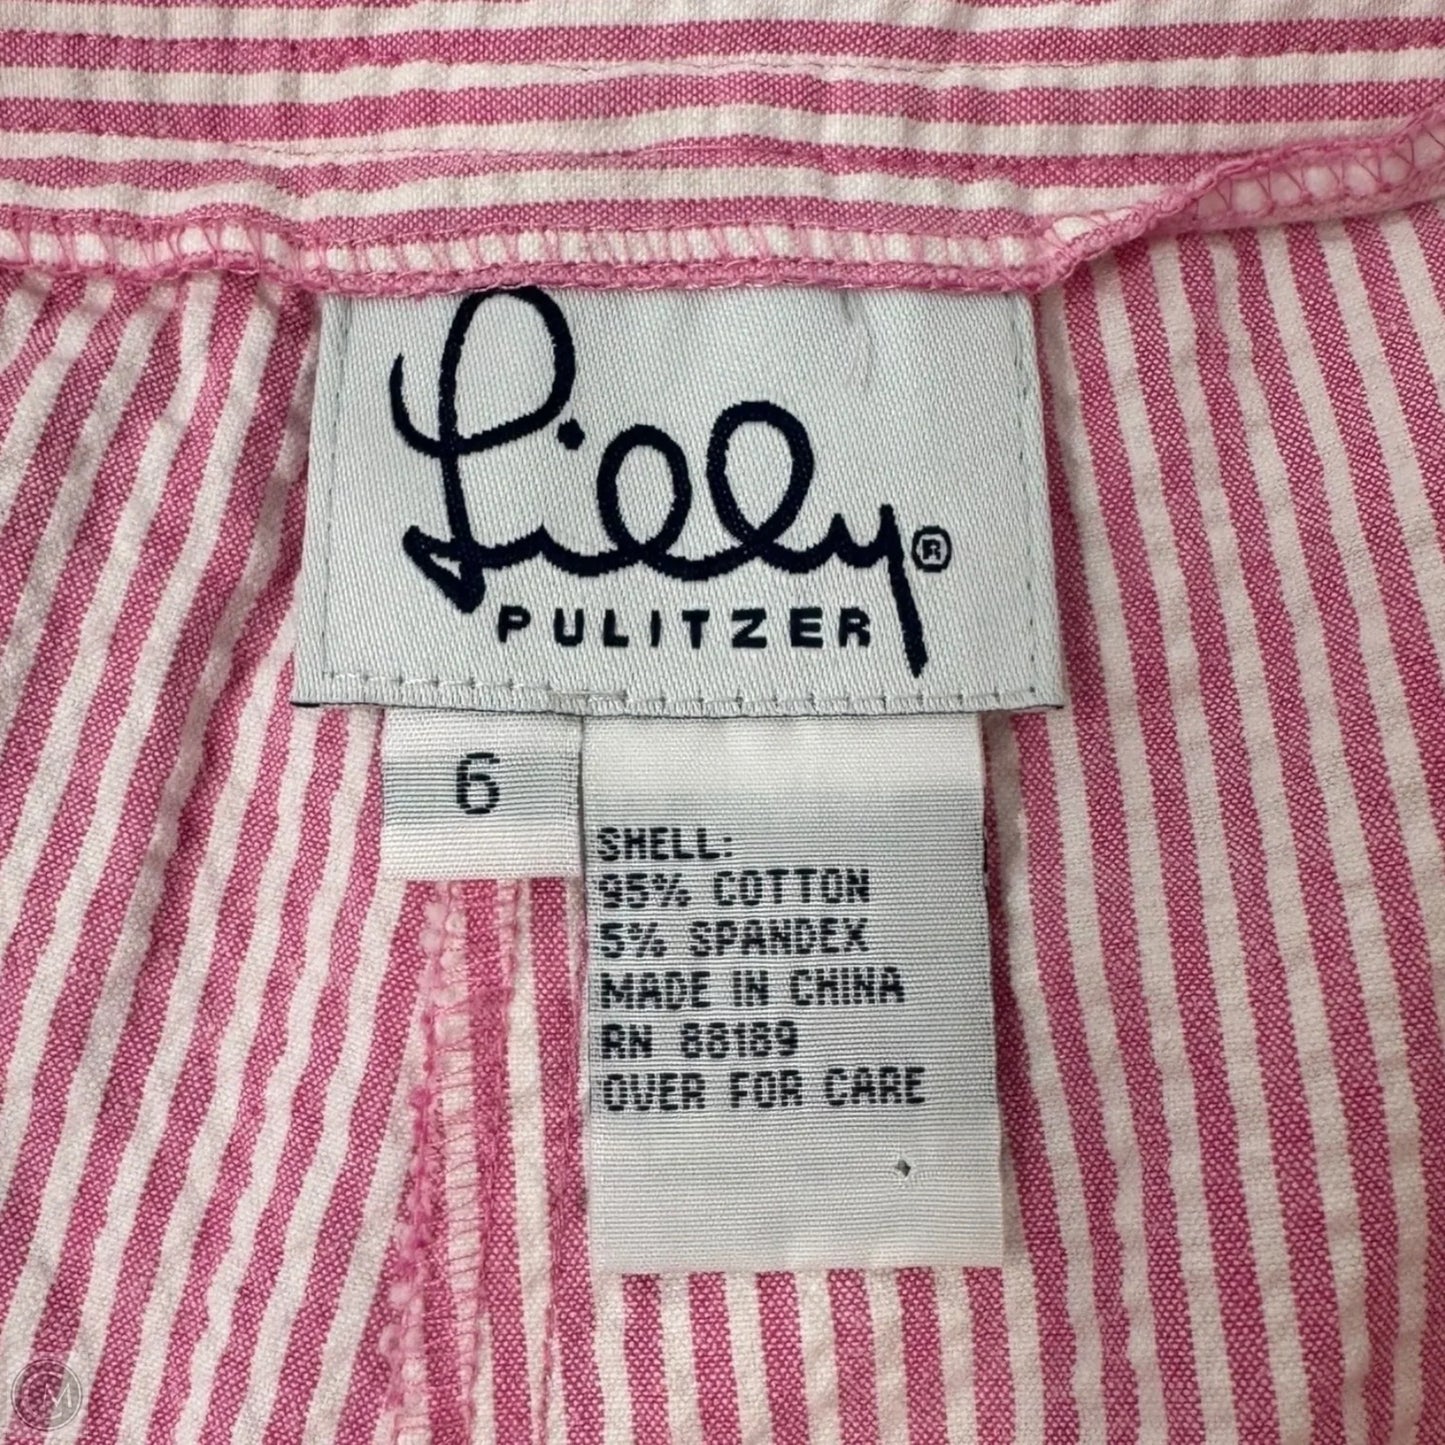 Lilly®
PULITZER
6
SHELL:
95% COTTON
5% SPANDEX
MADE IN CHINA
RN 88189
OVER FOR CARE